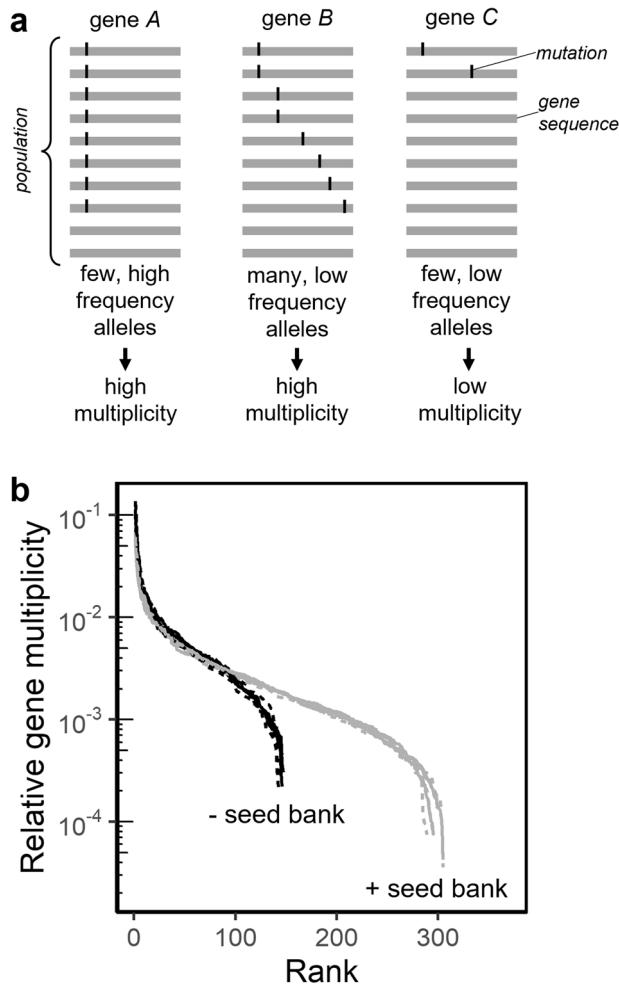 a
gene A
gene B
gene C
population
mutation
gene
sequence
few, high
frequency
alleles
high
multiplicity
many, low
frequency
alleles
high
multiplicity
few, low
frequency
alleles
low
multiplicity
b
Relative gene multiplicity
10-1
10-2
10-3
10-4
- seed bank
+ seed bank
0 100 200 300
Rank